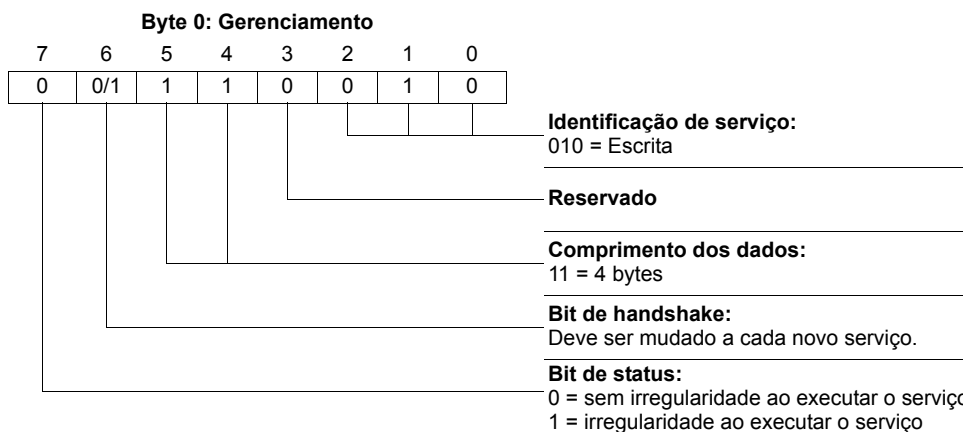 Byte 0: Gerenciamento
7 6 5 4 3 2 1 0
0 0/1 1 1 0 0 1 0
Identificação de serviço:
010 = Escrita
Reservado
Comprimento dos dados:
11 = 4 bytes
Bit de handshake:
Deve ser mudado a cada novo serviço.
Bit de status:
0 = sem irregularidade ao executar o serviço
1 = irregularidade ao executar o serviço